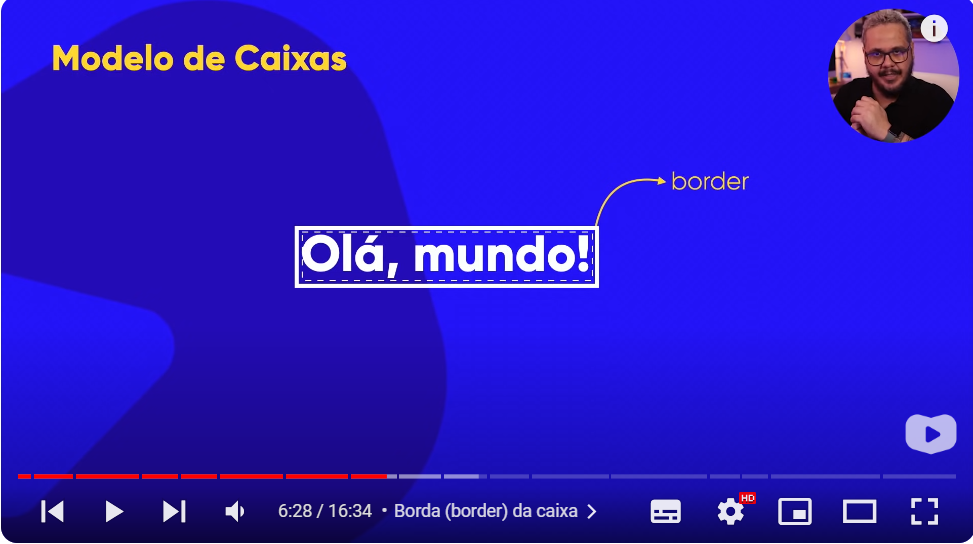 Modelo de Caixas
i
border
Olá, mundo!
HD
6:28 / 16:34 • Borda (border) da caixa